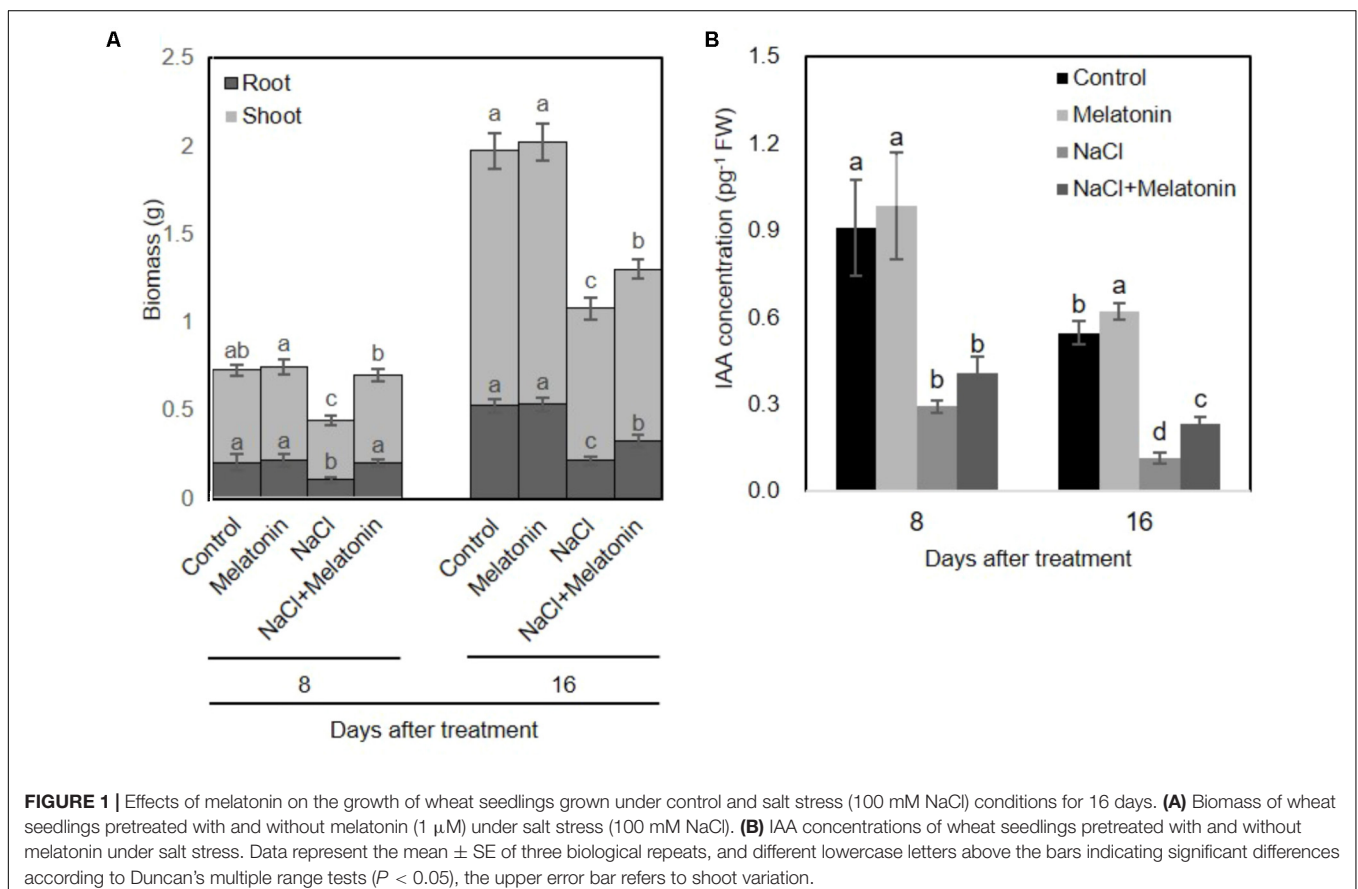 A
Biomass (g)
2.5
2
1.5
1
0.5
0
Root
Shoot
ab
a
c
b
a
a
b
a
a
a
c
b
a
a
c
b
Control
Melatonin
NaCl
NaCl+Melatonin
Control
Melatonin
NaCl
NaCl+Melatonin
8
16
Days after treatment
B
IAA concentration (pg⁻¹ FW)
1.5
1.2
0.9
0.6
0.3
0.0
Control
Melatonin
NaCl
NaCl+Melatonin
a
a
b
b
b
a
d
c
8
16
Days after treatment
FIGURE 1 | Effects of melatonin on the growth of wheat seedlings grown under control and salt stress (100 mM NaCl) conditions for 16 days. (A) Biomass of wheat
seedlings pretreated with and without melatonin (1 μM) under salt stress (100 mM NaCl). (B) IAA concentrations of wheat seedlings pretreated with and without
melatonin under salt stress. Data represent the mean ± SE of three biological repeats, and different lowercase letters above the bars indicating significant differences
according to Duncan's multiple range tests (P < 0.05), the upper error bar refers to shoot variation.